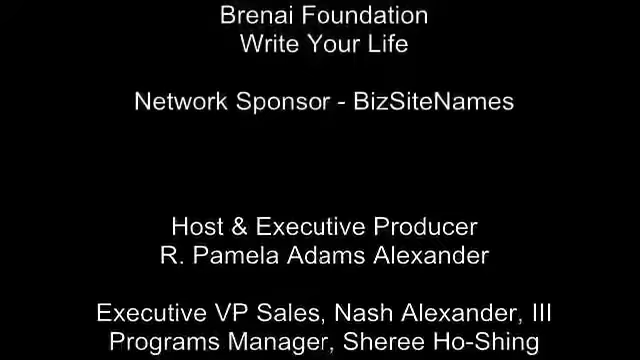 Brenai Foundation
Write Your Life
Network Sponsor - BizSiteNames
Host & Executive Producer
R. Pamela Adams Alexander
Executive VP Sales, Nash Alexander, III
Programs Manager, Sheree Ho-Shing